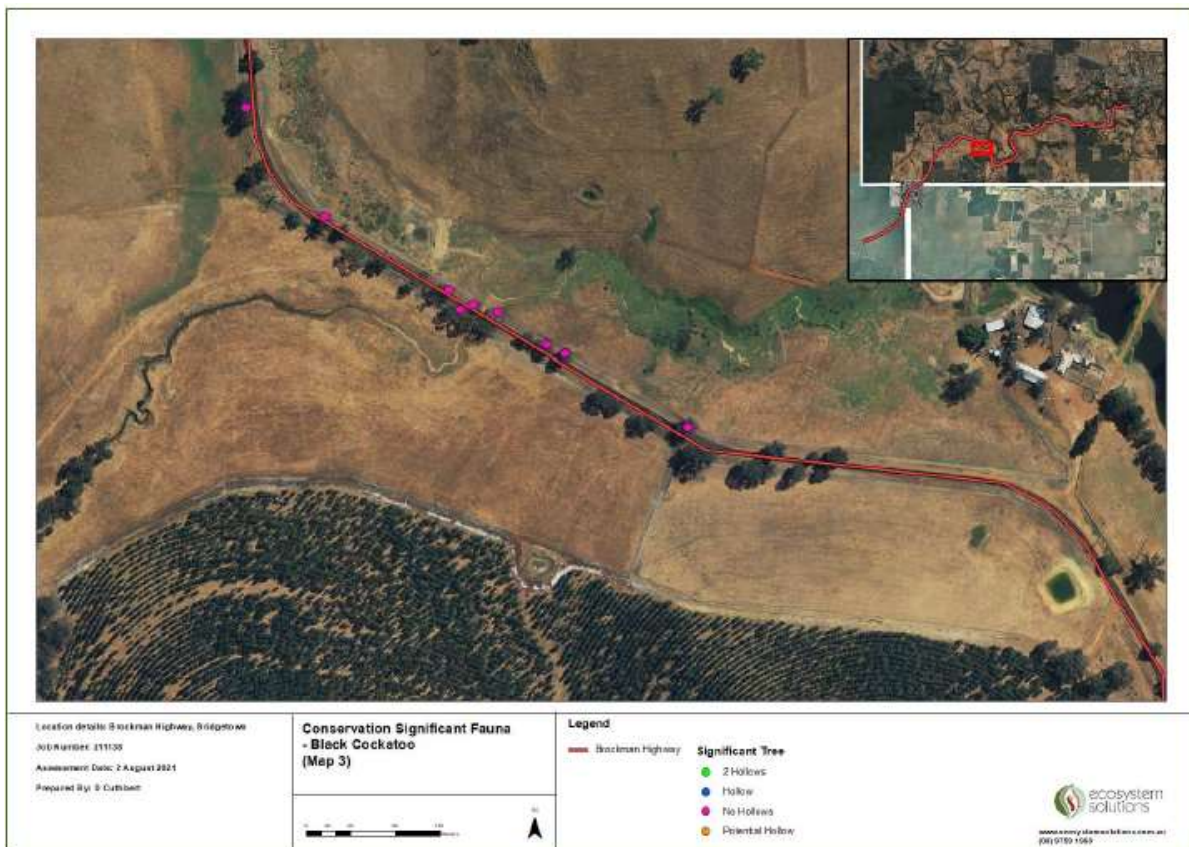 Location details: Brockman Highway, Bridgetown
Job Number: 211138
Assessment Date: 2 August 2021
Prepared By: D Cuthbert
Conservation Significant Fauna
- Black Cockatoo
(Map 3)
Legend
Brockman Highway
Significant Tree
2 Hollows
Hollow
No Hollows
Potential Hollow
ecosystem
solutions
www.ecosystemsolutions.com.au